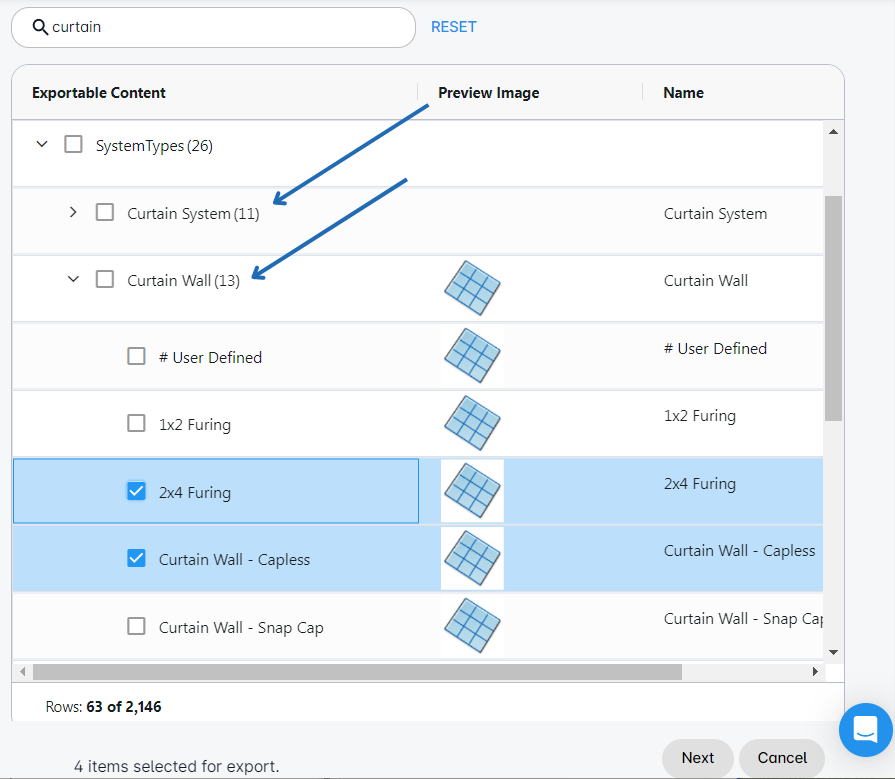 curtain RESET
Exportable Content Preview Image Name
SystemTypes (26)
Curtain System (11) Curtain System
Curtain Wall (13) Curtain Wall
# User Defined # User Defined
1x2 Furing 1x2 Furing
2x4 Furing 2x4 Furing
Curtain Wall - Capless Curtain Wall - Capless
Curtain Wall - Snap Cap Curtain Wall - Snap Cap
Rows: 63 of 2,146
4 items selected for export. Next Cancel